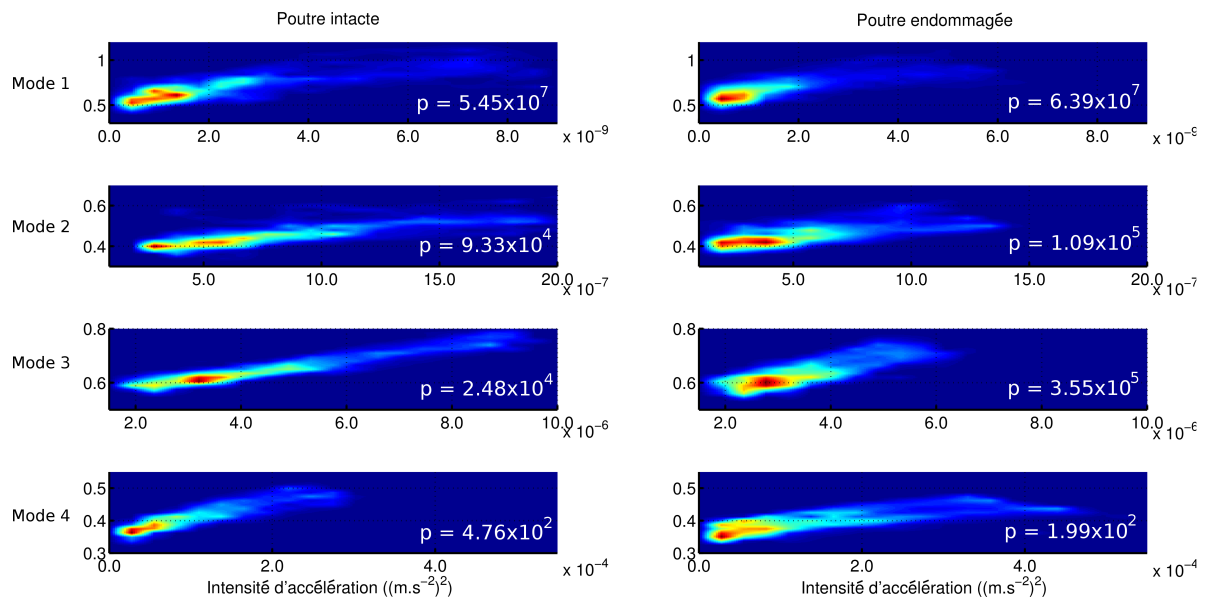 Poutre intacte
Poutre endommagée
Mode 1
1
0.5
p = 5.45x10^7
0.0 2.0 4.0 6.0 8.0 x 10^-9
1
0.5
p = 6.39x10^7
0.0 2.0 4.0 6.0 8.0 x 10^-9
Mode 2
0.6
0.4
p = 9.33x10^4
5.0 10.0 15.0 20.0 x 10^-7
0.6
0.4
p = 1.09x10^5
5.0 10.0 15.0 20.0 x 10^-7
Mode 3
0.8
0.6
p = 2.48x10^4
2.0 4.0 6.0 8.0 10.0 x 10^-6
0.8
0.6
p = 3.55x10^5
2.0 4.0 6.0 8.0 10.0 x 10^-6
Mode 4
0.5
0.4
0.3
p = 4.76x10^2
0.0 2.0 4.0 x 10^-4
Intensité d'accélération ((m.s^-2)^2)
0.5
0.4
0.3
p = 1.99x10^2
0.0 2.0 4.0 x 10^-4
Intensité d'accélération ((m.s^-2)^2)